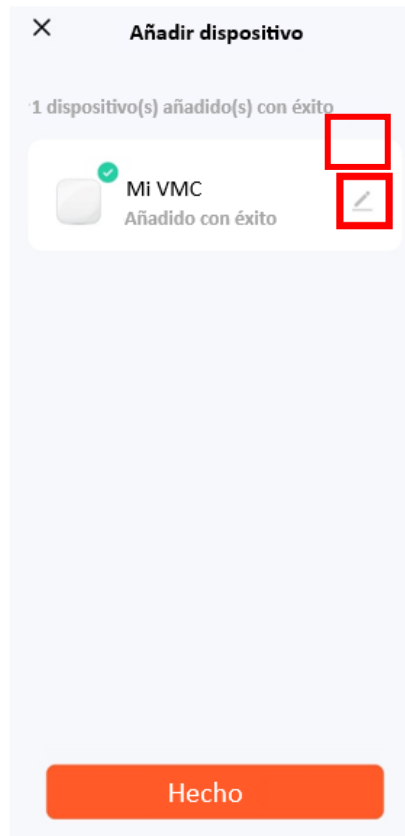 Añadir dispositivo
1 dispositivo(s) añadido(s) con éxito
Mi VMC
Añadido con éxito
Hecho